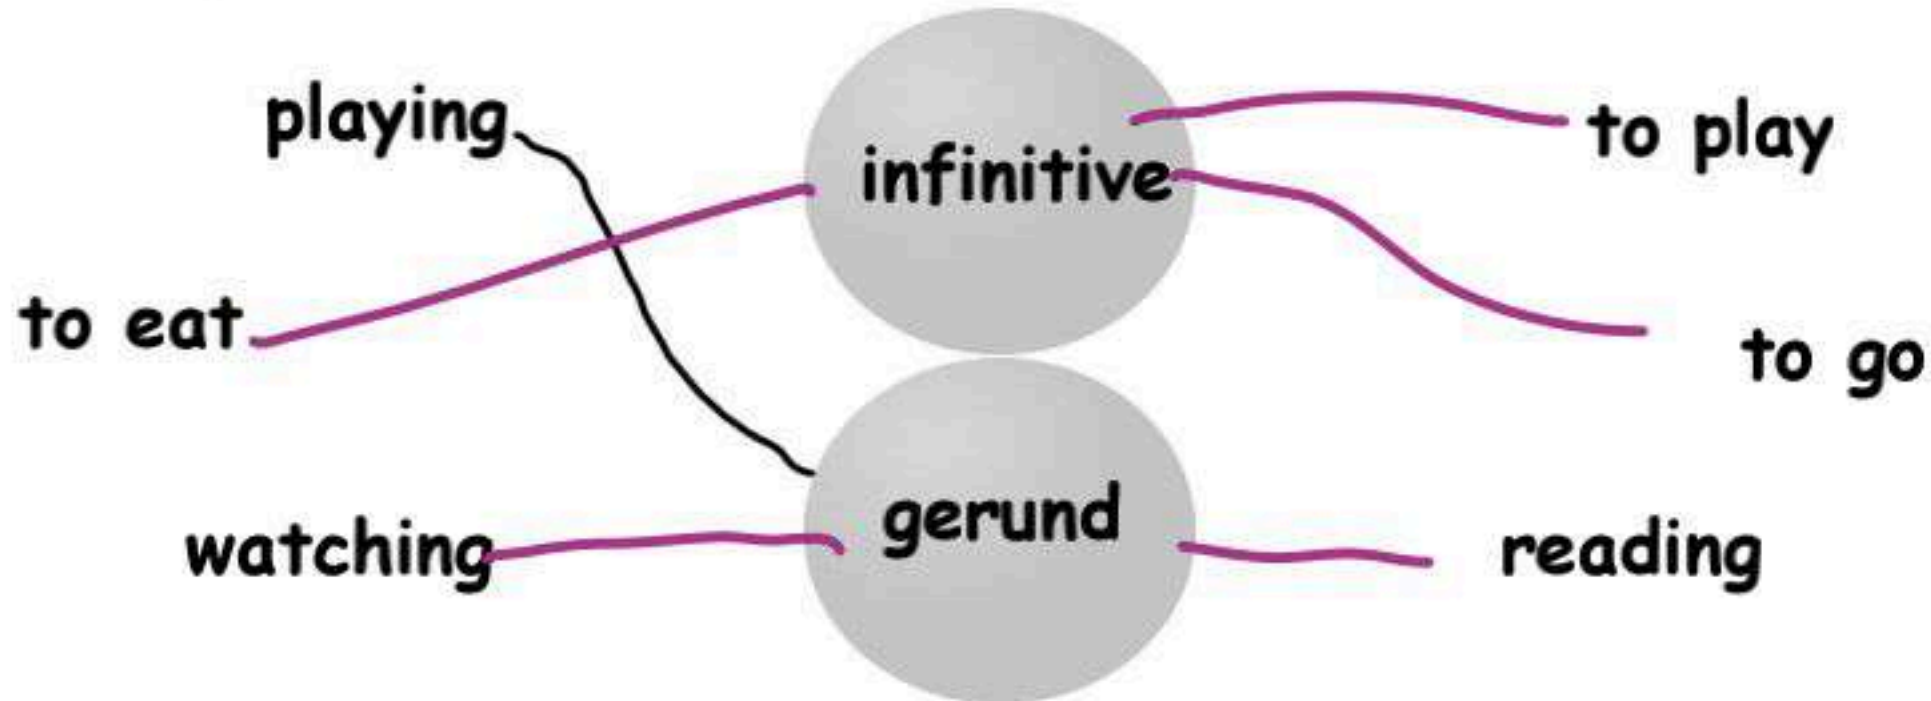 playing
to play
infinitive
to eat
to go
gerund
watching
reading